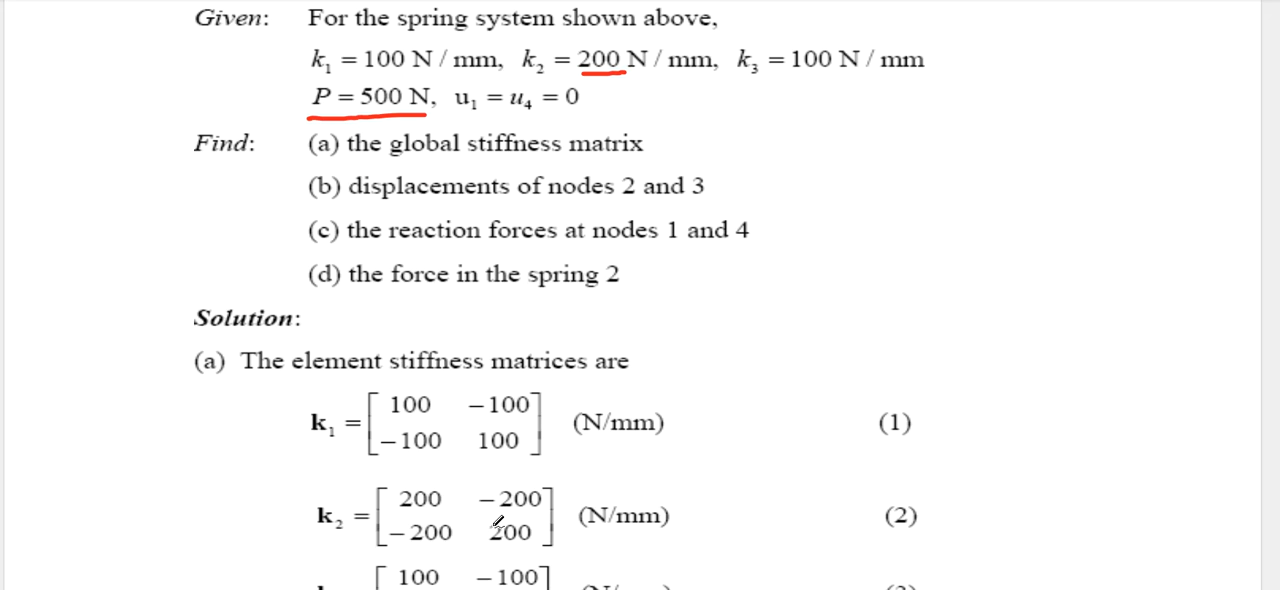 Given: For the spring system shown above,
k₁ = 100 N / mm, k₂ = 200 N / mm, k₃ = 100 N / mm
P = 500 N, u₁ = u₄ = 0
Find: (a) the global stiffness matrix
(b) displacements of nodes 2 and 3
(c) the reaction forces at nodes 1 and 4
(d) the force in the spring 2
Solution:
(a) The element stiffness matrices are
k₁ = [ 100 −100
−100 100 ] (N/mm) (1)
k₂ = [ 200 −200
−200 200 ] (N/mm) (2)
[ 100 −100 ]